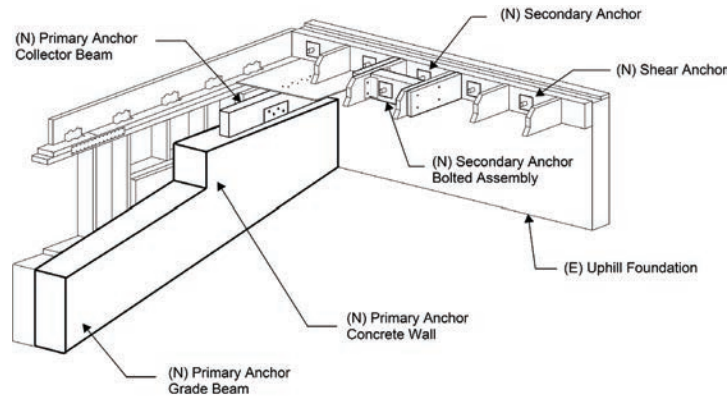 (N) Primary Anchor
Collector Beam
(N) Secondary Anchor
(N) Shear Anchor
(N) Secondary Anchor
Bolted Assembly
(E) Uphill Foundation
(N) Primary Anchor
Concrete Wall
(N) Primary Anchor
Grade Beam